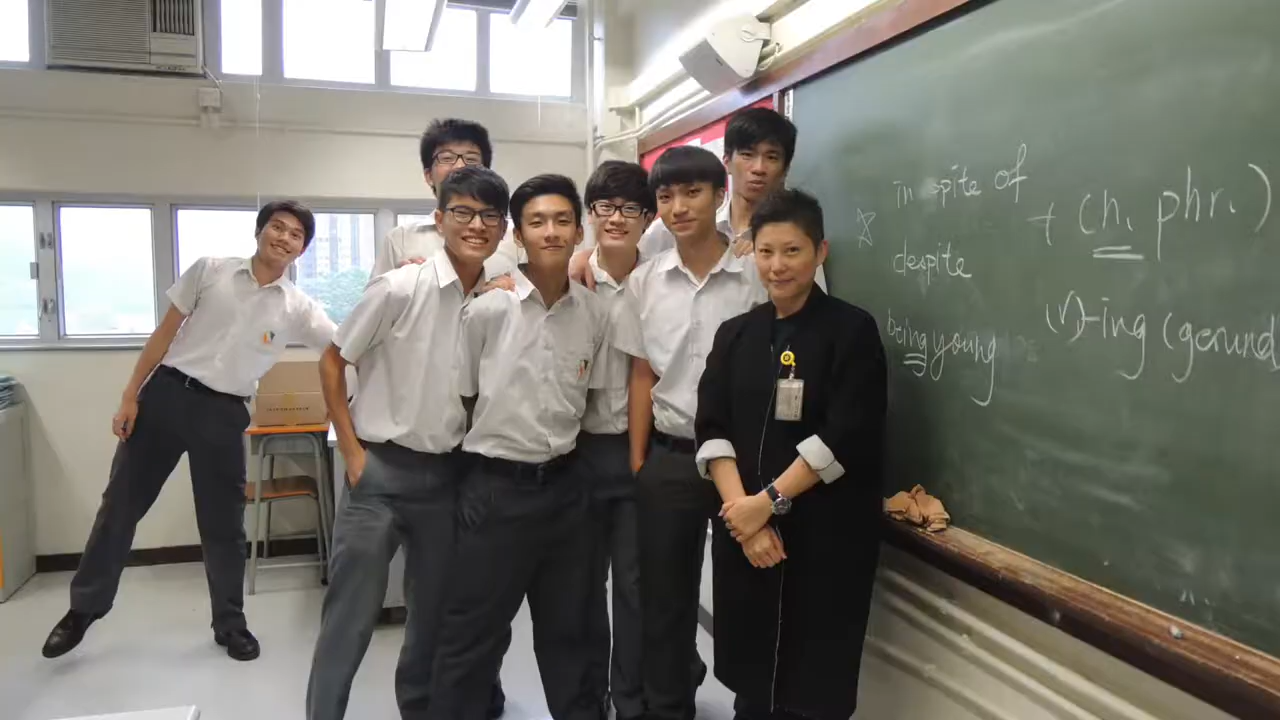 ☆ in spite of + (n. phr.)
despite
being young (v)-ing (gerund